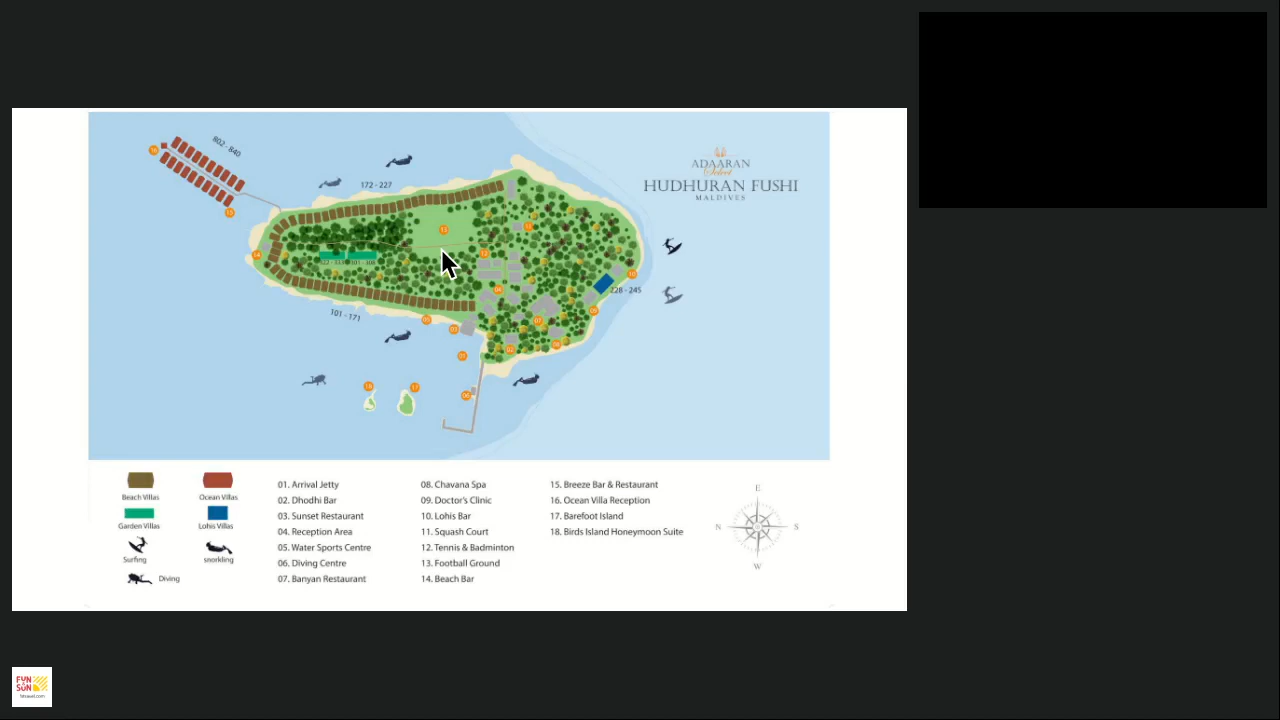 802 - 840
172 - 227
ADAARAN
Select
HUDHURAN FUSHI
MALDIVES
228 - 245
101 - 171
Beach Villas
Ocean Villas
Garden Villas
Lohis Villas
Surfing
snorkling
Diving
01. Arrival Jetty
02. Dhodhi Bar
03. Sunset Restaurant
04. Reception Area
05. Water Sports Centre
06. Diving Centre
07. Banyan Restaurant
08. Chavana Spa
09. Doctor's Clinic
10. Lohis Bar
11. Squash Court
12. Tennis & Badminton
13. Football Ground
14. Beach Bar
15. Breeze Bar & Restaurant
16. Ocean Villa Reception
17. Barefoot Island
18. Birds Island Honeymoon Suite
E
N
S
W
FUN
&SUN